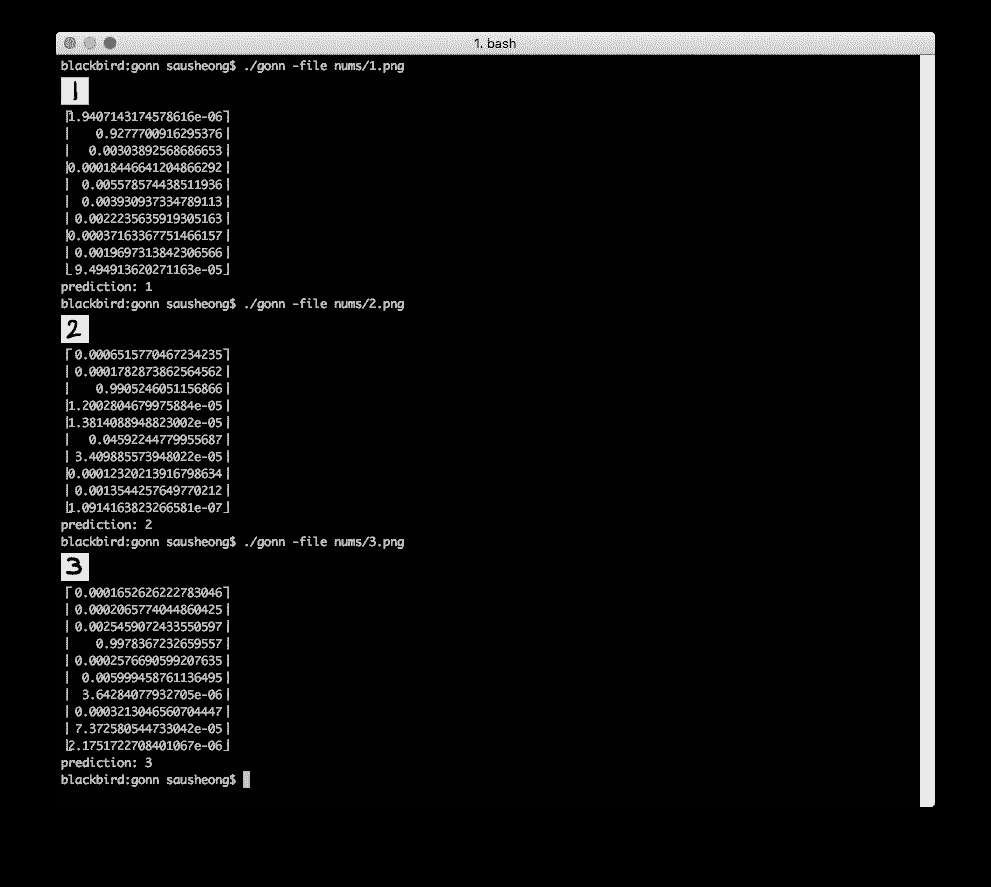 1. bash
blackbird:gonn sausheong$ ./gonn -file nums/1.png
1
⎡1.9407143174578616e-06⎤
⎢    0.9277700916295376⎥
⎢   0.00303892568686653⎥
⎢0.00018446641204866292⎥
⎢  0.005578574438511936⎥
⎢  0.003930937334789113⎥
⎢ 0.0022235635919305163⎥
⎢0.00037163367751466157⎥
⎢ 0.0019697313842306566⎥
⎣ 9.494913620271163e-05⎦
prediction: 1
blackbird:gonn sausheong$ ./gonn -file nums/2.png
2
⎡ 0.0006515770467234235⎤
⎢ 0.0001782873862564562⎥
⎢    0.9905246051156866⎥
⎢1.2002804679975884e-05⎥
⎢1.3814088948823002e-05⎥
⎢   0.04592244779955687⎥
⎢ 3.409885573948022e-05⎥
⎢0.00012320213916798634⎥
⎢ 0.0013544257649770212⎥
⎣1.0914163823266581e-07⎦
prediction: 2
blackbird:gonn sausheong$ ./gonn -file nums/3.png
3
⎡ 0.0001652626222783046⎤
⎢ 0.0002065774044860425⎥
⎢ 0.0025459072433550597⎥
⎢    0.9978367232659557⎥
⎢ 0.0002576690599207635⎥
⎢  0.005999458761136495⎥
⎢  3.64284077932705e-06⎥
⎢ 0.0003213046560704447⎥
⎢ 7.372580544733042e-05⎥
⎣2.1751722708401067e-06⎦
prediction: 3
blackbird:gonn sausheong$